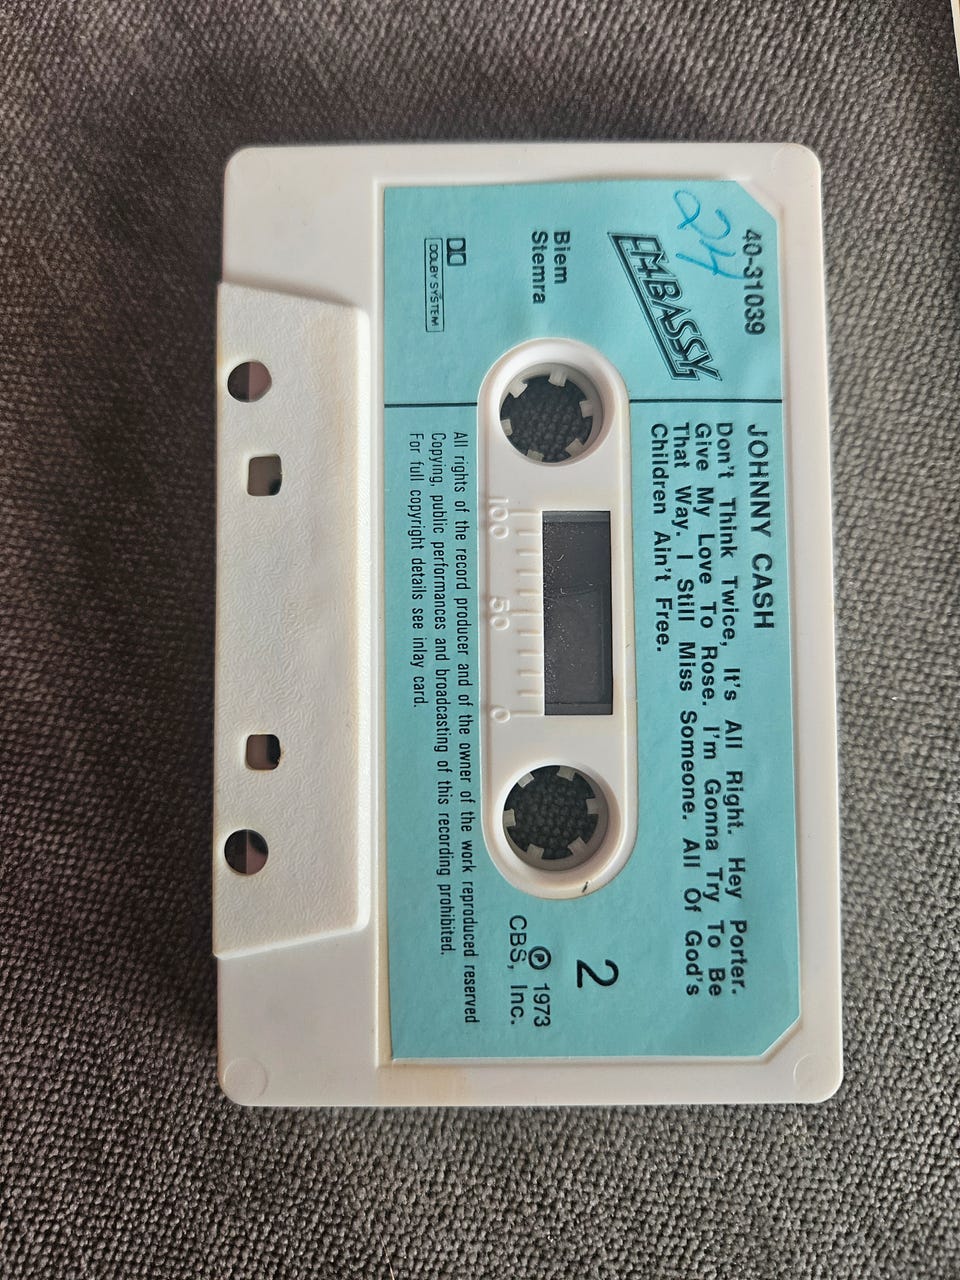 40-31039
24
EMBASSY
JOHNNY CASH
Don't Think Twice, It's All Right. Hey Porter.
Give My Love To Rose. I'm Gonna Try To Be
That Way. I Still Miss Someone. All Of God's
Children Ain't Free.
Biem
Stemra
100 50 0
2
℗ 1973
CBS, Inc.
DOLBY SYSTEM
All rights of the record producer and of the owner of the work reproduced reserved
Copying, public performances and broadcasting of this recording prohibited.
For full copyright details see inlay card.